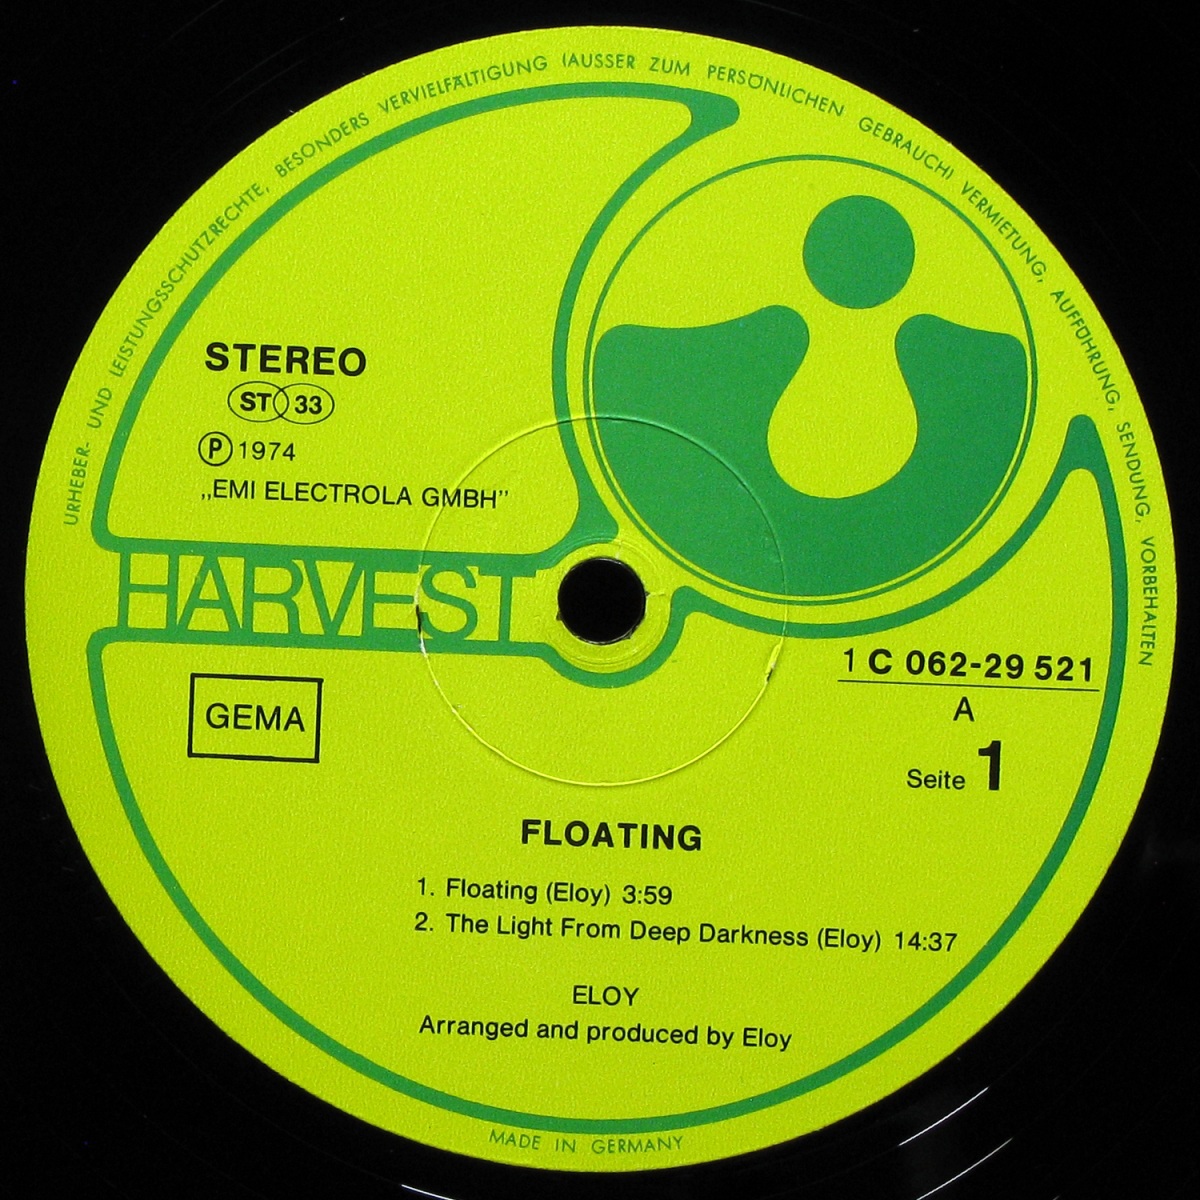 URHEBER- UND LEISTUNGSSCHUTZRECHTE, BESONDERS VERVIELFÄLTIGUNG (AUSSER ZUM PERSÖNLICHEN GEBRAUCH) VERMIETUNG, AUFFÜHRUNG, SENDUNG, VORBEHALTEN
STEREO
ST 33
Ⓟ 1974
„EMI ELECTROLA GMBH”
HARVEST
GEMA
1 C 062-29 521
A
Seite 1
FLOATING
1. Floating (Eloy) 3:59
2. The Light From Deep Darkness (Eloy) 14:37
ELOY
Arranged and produced by Eloy
MADE IN GERMANY